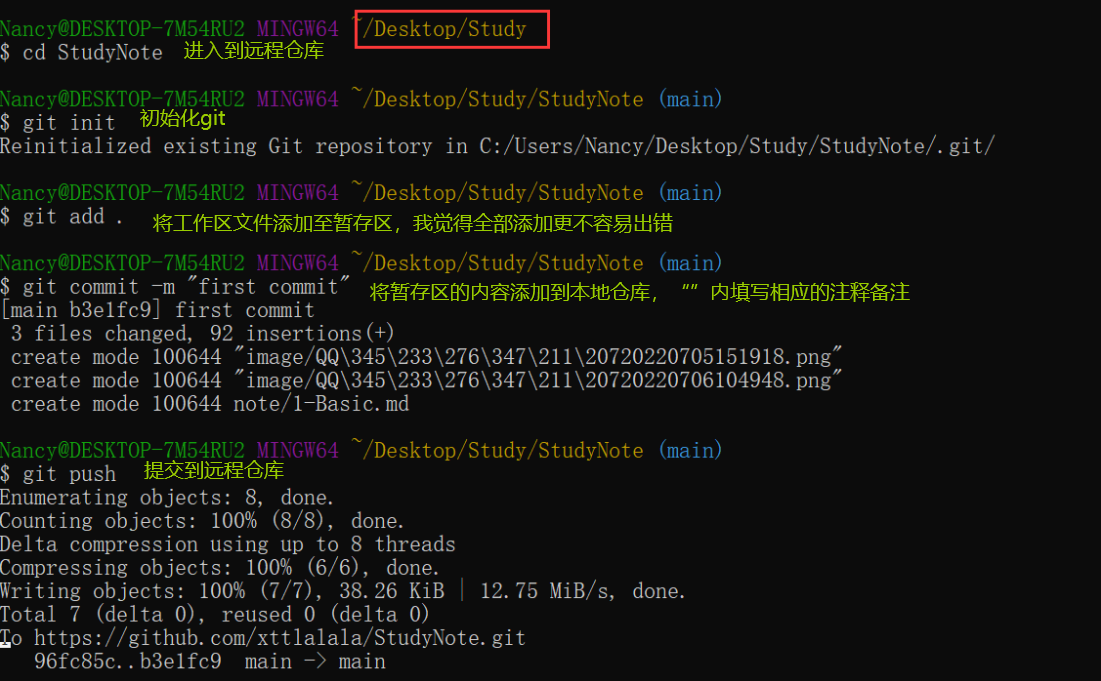 Nancy@DESKTOP-7M54RU2 MINGW64 ~/Desktop/Study
$ cd StudyNote 进入到远程仓库
Nancy@DESKTOP-7M54RU2 MINGW64 ~/Desktop/Study/StudyNote (main)
$ git init 初始化git
Reinitialized existing Git repository in C:/Users/Nancy/Desktop/Study/StudyNote/.git/
Nancy@DESKTOP-7M54RU2 MINGW64 ~/Desktop/Study/StudyNote (main)
$ git add . 将工作区文件添加至暂存区，我觉得全部添加更不容易出错
Nancy@DESKTOP-7M54RU2 MINGW64 ~/Desktop/Study/StudyNote (main)
$ git commit -m "first commit" 将暂存区的内容添加到本地仓库，“”内填写相应的注释备注
[main b3e1fc9] first commit
 3 files changed, 92 insertions(+)
 create mode 100644 "image/QQ\345\233\276\347\211\20720220705151918.png"
 create mode 100644 "image/QQ\345\233\276\347\211\20720220706104948.png"
 create mode 100644 note/1-Basic.md
Nancy@DESKTOP-7M54RU2 MINGW64 ~/Desktop/Study/StudyNote (main)
$ git push 提交到远程仓库
Enumerating objects: 8, done.
Counting objects: 100% (8/8), done.
Delta compression using up to 8 threads
Compressing objects: 100% (6/6), done.
Writing objects: 100% (7/7), 38.26 KiB | 12.75 MiB/s, done.
Total 7 (delta 0), reused 0 (delta 0)
To https://github.com/xttlalala/StudyNote.git
   96fc85c..b3e1fc9  main -> main